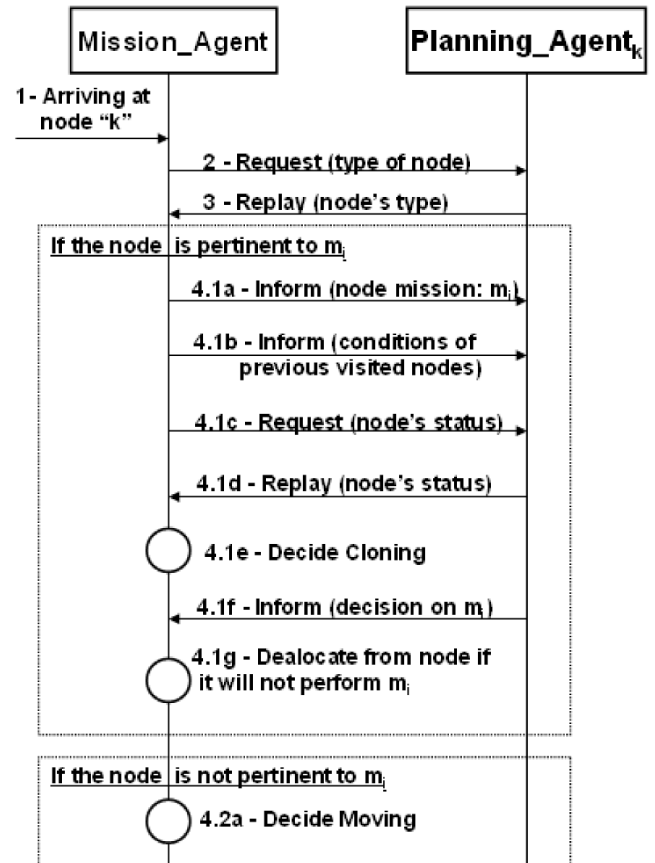 Mission_Agent
Planning_Agentk
1- Arriving at
node “k”
2 - Request (type of node)
3 - Replay (node’s type)
If the node is pertinent to mi
4.1a - Inform (node mission: mi)
4.1b - Inform (conditions of
previous visited nodes)
4.1c - Request (node’s status)
4.1d - Replay (node’s status)
4.1e - Decide Cloning
4.1f - Inform (decision on mi)
4.1g - Dealocate from node if
it will not perform mi
If the node is not pertinent to mi
4.2a - Decide Moving